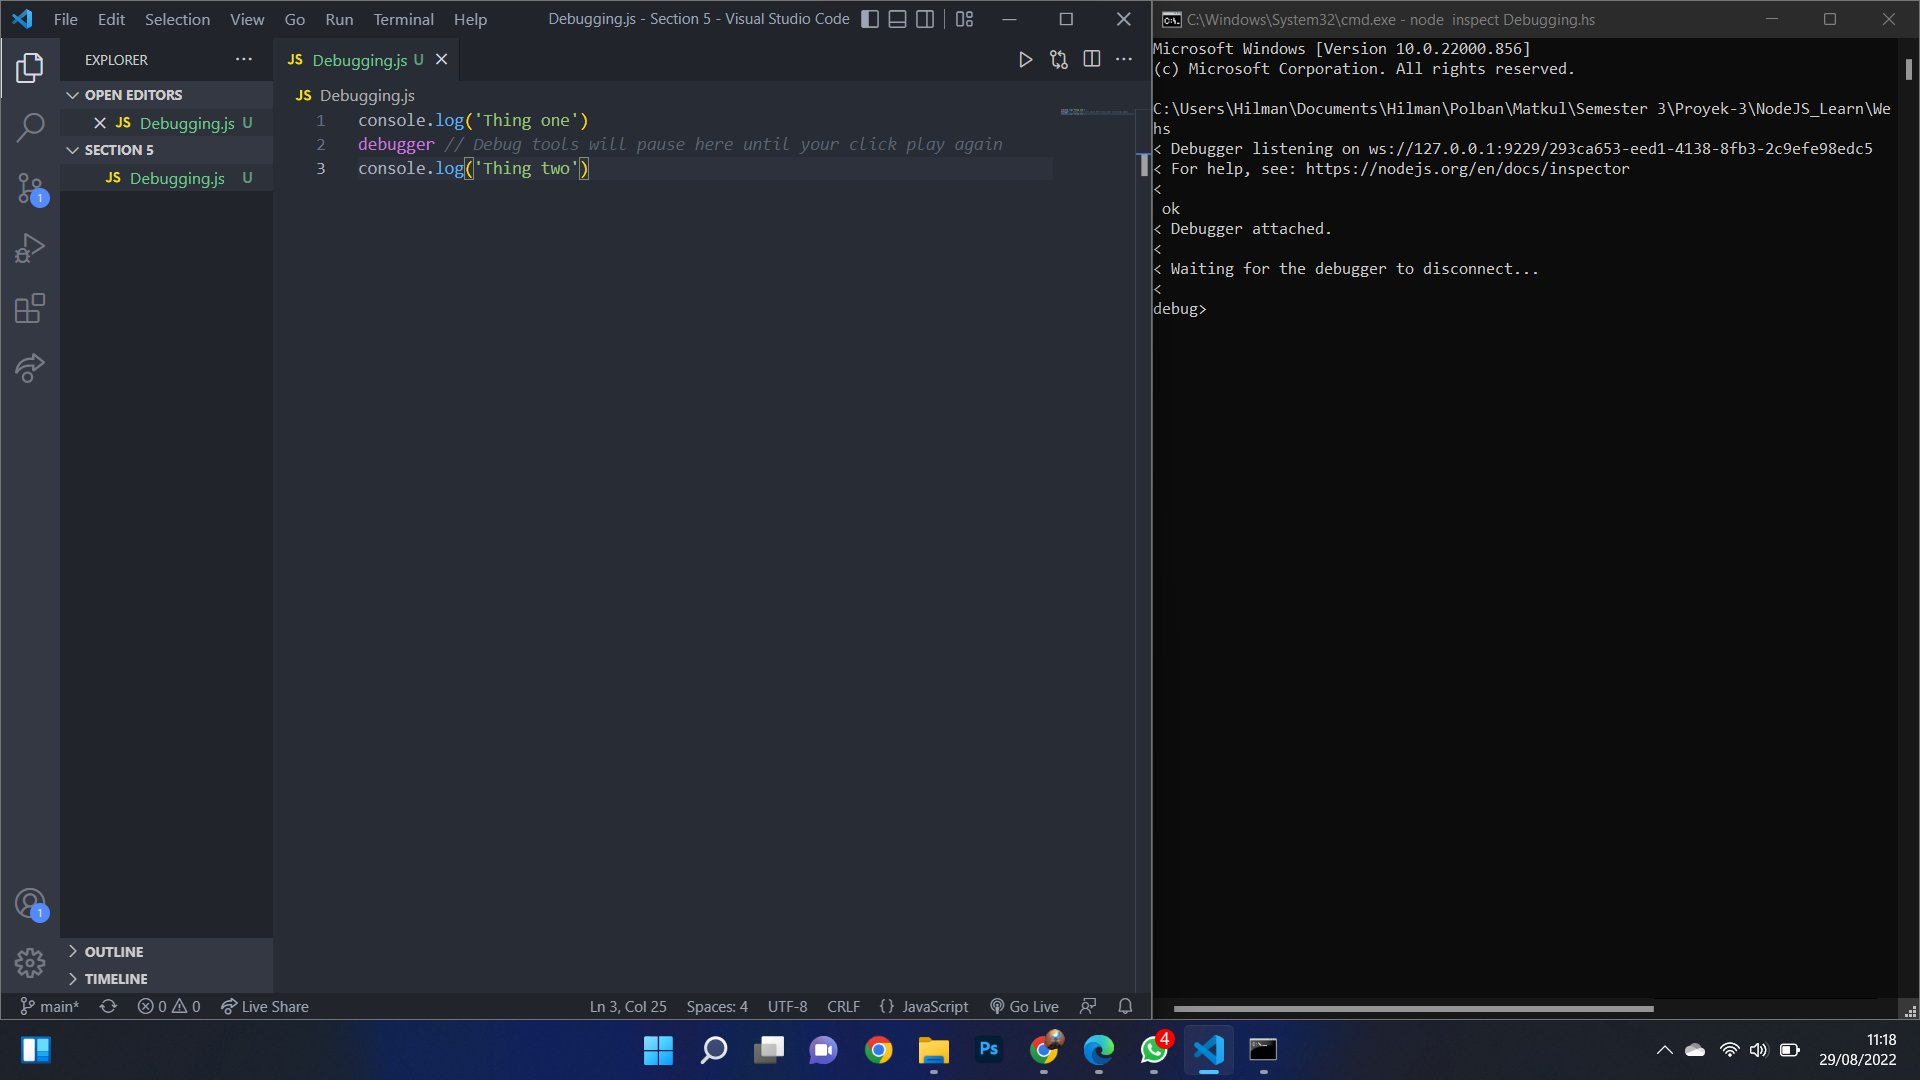 File Edit Selection View Go Run Terminal Help Debugging.js - Section 5 - Visual Studio Code
EXPLORER
OPEN EDITORS
JS Debugging.js U
SECTION 5
JS Debugging.js U
OUTLINE
TIMELINE
1
1
JS Debugging.js U
JS Debugging.js
1 console.log('Thing one')
2 debugger // Debug tools will pause here until your click play again
3 console.log('Thing two')
main* 0 0 Live Share Ln 3, Col 25 Spaces: 4 UTF-8 CRLF {} JavaScript Go Live
C:\Windows\System32\cmd.exe - node inspect Debugging.hs
Microsoft Windows [Version 10.0.22000.856]
(c) Microsoft Corporation. All rights reserved.
C:\Users\Hilman\Documents\Hilman\Polban\Matkul\Semester 3\Proyek-3\NodeJS_Learn\We
hs
< Debugger listening on ws://127.0.0.1:9229/293ca653-eed1-4138-8fb3-2c9efe98edc5
< For help, see: https://nodejs.org/en/docs/inspector
<
ok
< Debugger attached.
<
< Waiting for the debugger to disconnect...
<
debug>
Ps
4
11:18
29/08/2022